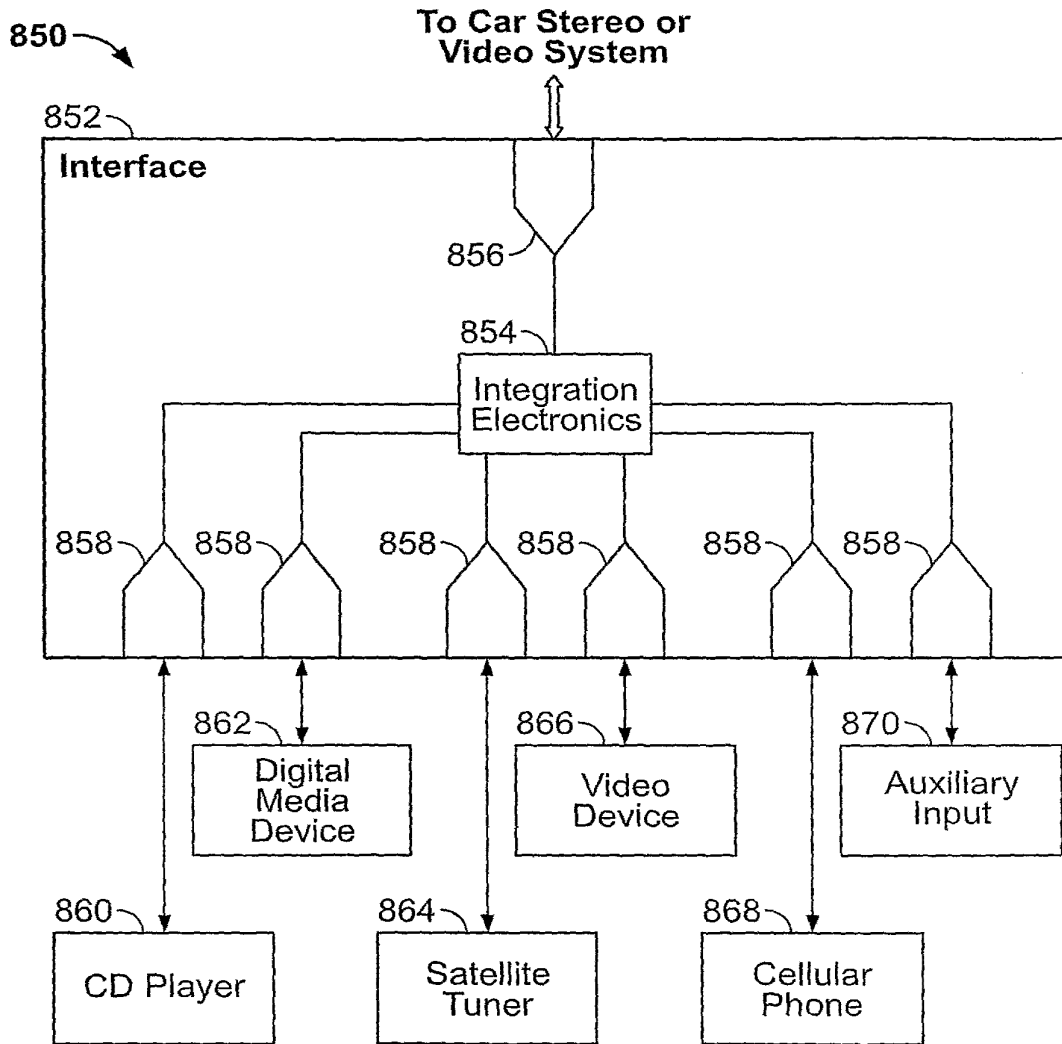 850
To Car Stereo or
Video System
852
Interface
856
854
Integration
Electronics
858 858 858 858 858 858
862
Digital
Media
Device
866
Video
Device
870
Auxiliary
Input
860
CD Player
864
Satellite
Tuner
868
Cellular
Phone